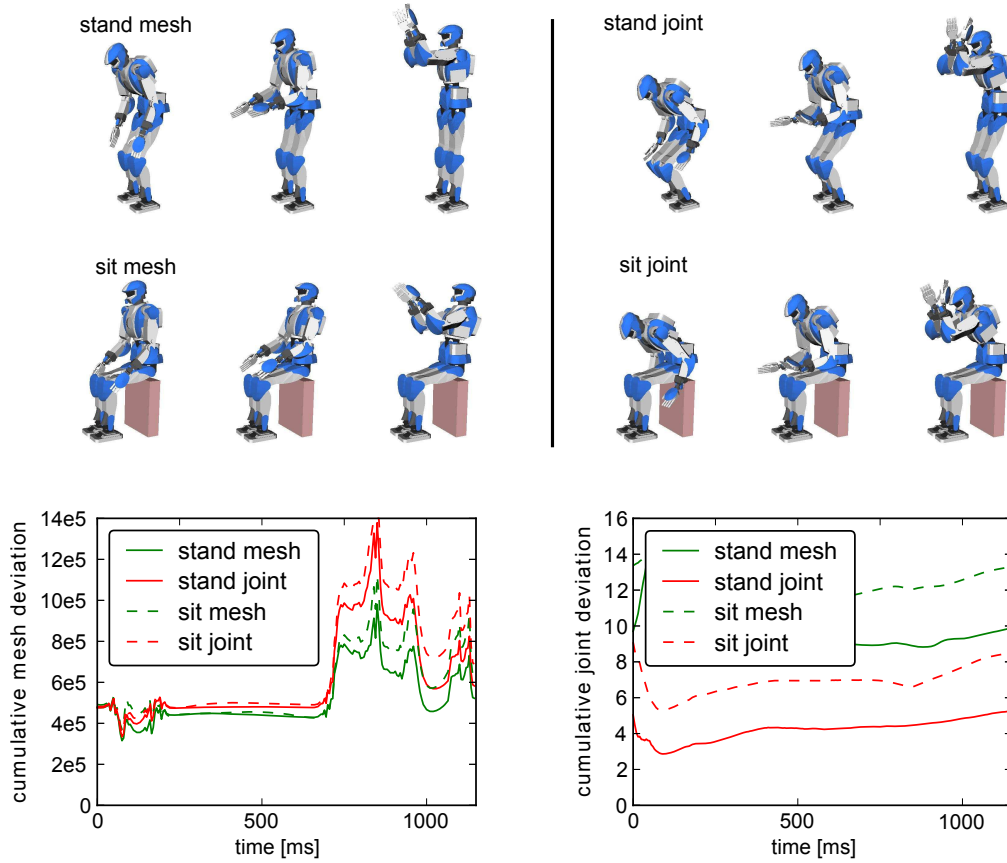 stand mesh
stand joint
sit mesh
sit joint
cumulative mesh deviation
14e5
12e5
10e5
8e5
6e5
4e5
2e5
0
stand mesh
stand joint
sit mesh
sit joint
0
500
1000
time [ms]
cumulative joint deviation
16
14
12
10
8
6
4
2
0
stand mesh
stand joint
sit mesh
sit joint
0
500
1000
time [ms]